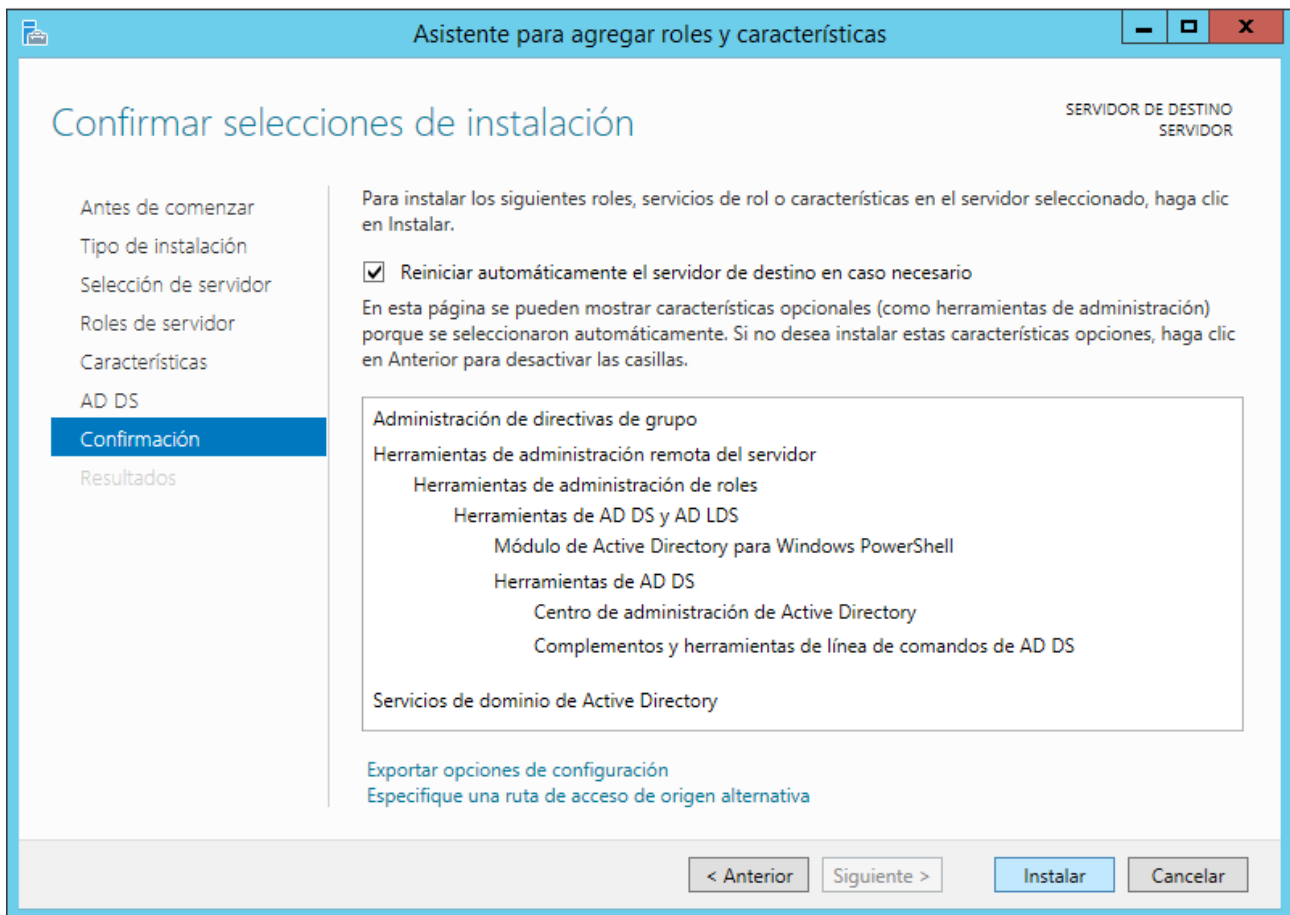 Asistente para agregar roles y características
Confirmar selecciones de instalación
SERVIDOR DE DESTINO
SERVIDOR
Antes de comenzar
Tipo de instalación
Selección de servidor
Roles de servidor
Características
AD DS
Confirmación
Resultados
Para instalar los siguientes roles, servicios de rol o características en el servidor seleccionado, haga clic
en Instalar.
Reiniciar automáticamente el servidor de destino en caso necesario
En esta página se pueden mostrar características opcionales (como herramientas de administración)
porque se seleccionaron automáticamente. Si no desea instalar estas características opciones, haga clic
en Anterior para desactivar las casillas.
Administración de directivas de grupo
Herramientas de administración remota del servidor
Herramientas de administración de roles
Herramientas de AD DS y AD LDS
Módulo de Active Directory para Windows PowerShell
Herramientas de AD DS
Centro de administración de Active Directory
Complementos y herramientas de línea de comandos de AD DS
Servicios de dominio de Active Directory
Exportar opciones de configuración
Especifique una ruta de acceso de origen alternativa
< Anterior
Siguiente >
Instalar
Cancelar